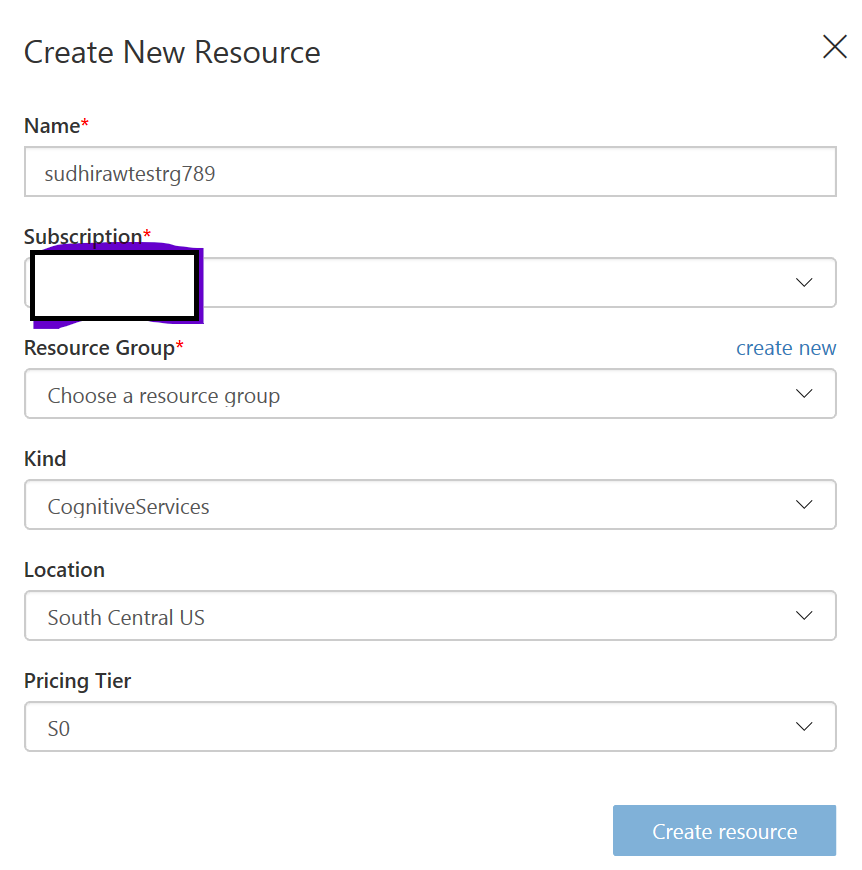 Create New Resource
Name*
sudhirawtestrg789
Subscription*
Resource Group*
create new
Choose a resource group
Kind
CognitiveServices
Location
South Central US
Pricing Tier
S0
Create resource